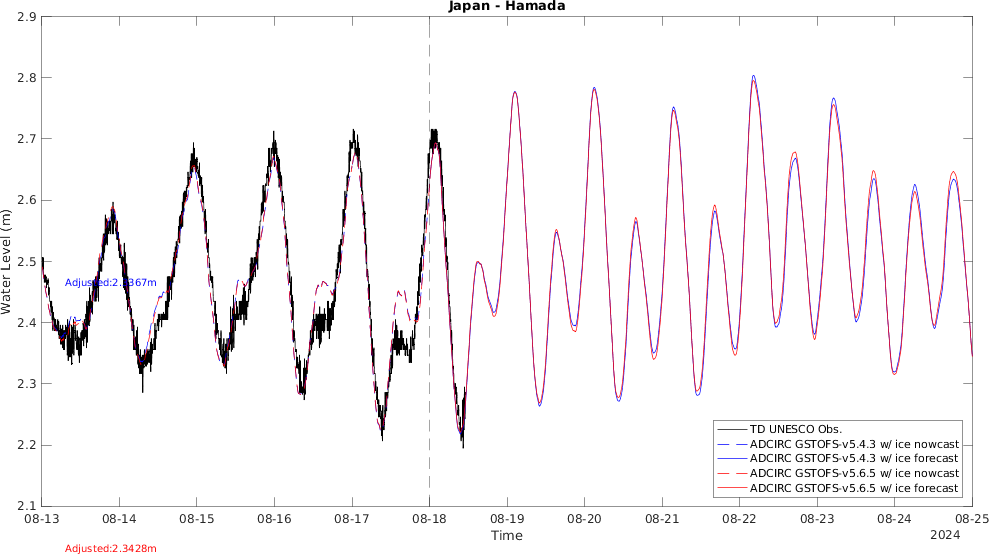 Japan - Hamada
Water Level (m)
2.9
2.8
2.7
2.6
2.5
2.4
2.3
2.2
2.1
08-13 08-14 08-15 08-16 08-17 08-18 08-19 08-20 08-21 08-22 08-23 08-24 08-25
Time
2024
TD UNESCO Obs.
ADCIRC GSTOFS-v5.4.3 w/ ice nowcast
ADCIRC GSTOFS-v5.4.3 w/ ice forecast
ADCIRC GSTOFS-v5.6.5 w/ ice nowcast
ADCIRC GSTOFS-v5.6.5 w/ ice forecast
Adjusted:2.3428m